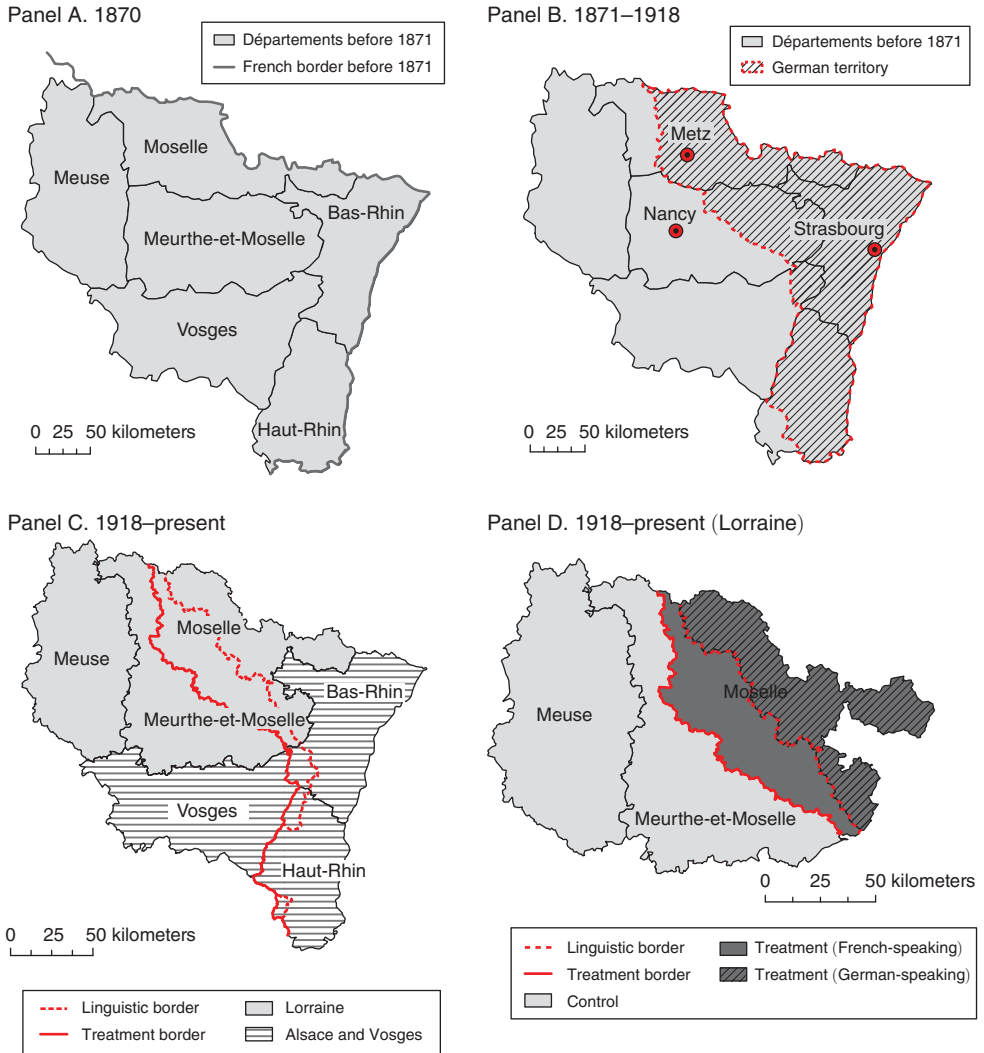 Panel A. 1870
Départements before 1871
French border before 1871
Moselle
Meuse
Bas-Rhin
Meurthe-et-Moselle
Vosges
Haut-Rhin
0 25 50 kilometers
Panel B. 1871–1918
Départements before 1871
German territory
Metz
Nancy
Strasbourg
0 25 50 kilometers
Panel C. 1918–present
Moselle
Meuse
Bas-Rhin
Meurthe-et-Moselle
Vosges
Haut-Rhin
0 25 50 kilometers
Linguistic border
Lorraine
Treatment border
Alsace and Vosges
Panel D. 1918–present (Lorraine)
Moselle
Meuse
Meurthe-et-Moselle
0 25 50 kilometers
Linguistic border
Treatment (French-speaking)
Treatment border
Treatment (German-speaking)
Control